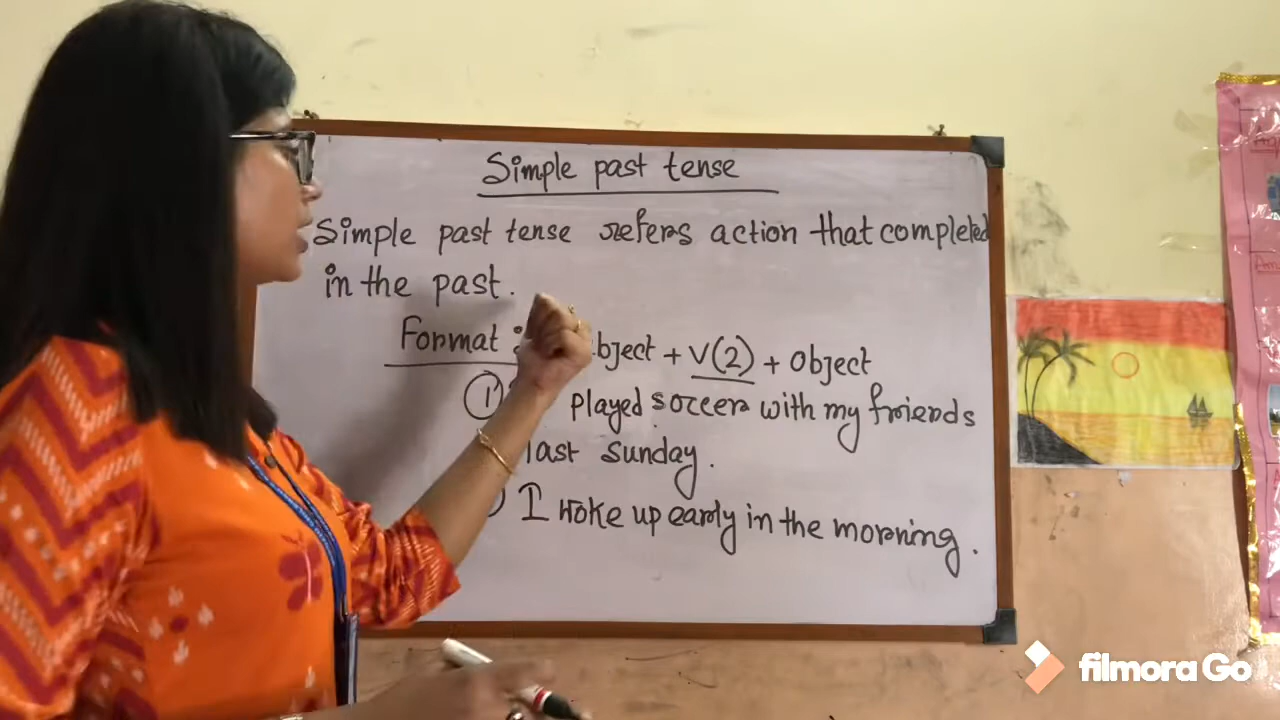 Simple past tense
Simple past tense refers action that completed
in the past.
Format : bject + V(2) + Object
① played soccer with my friends
last Sunday.
I woke up early in the morning.
filmora Go